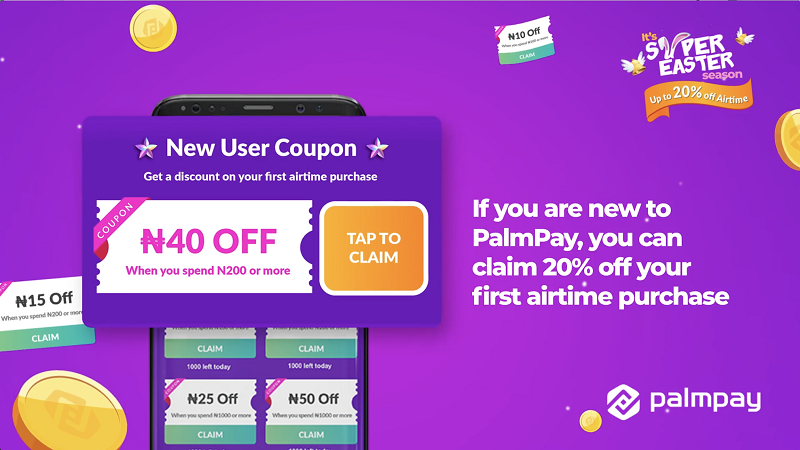 ₦10 Off
When you spend ₦200 or more
CLAIM
It's
SUPER
EASTER
season
Up to 20% off Airtime
New User Coupon
Get a discount on your first airtime purchase
COUPON
₦40 OFF
When you spend N200 or more
TAP TO
CLAIM
If you are new to
PalmPay, you can
claim 20% off your
first airtime purchase
₦15 Off
When you spend ₦200 or more
CLAIM
CLAIM
CLAIM
1000 left today
1000 left today
₦25 Off
When you spend ₦1000 or more
CLAIM
₦50 Off
When you spend ₦1000 or more
CLAIM
palmpay